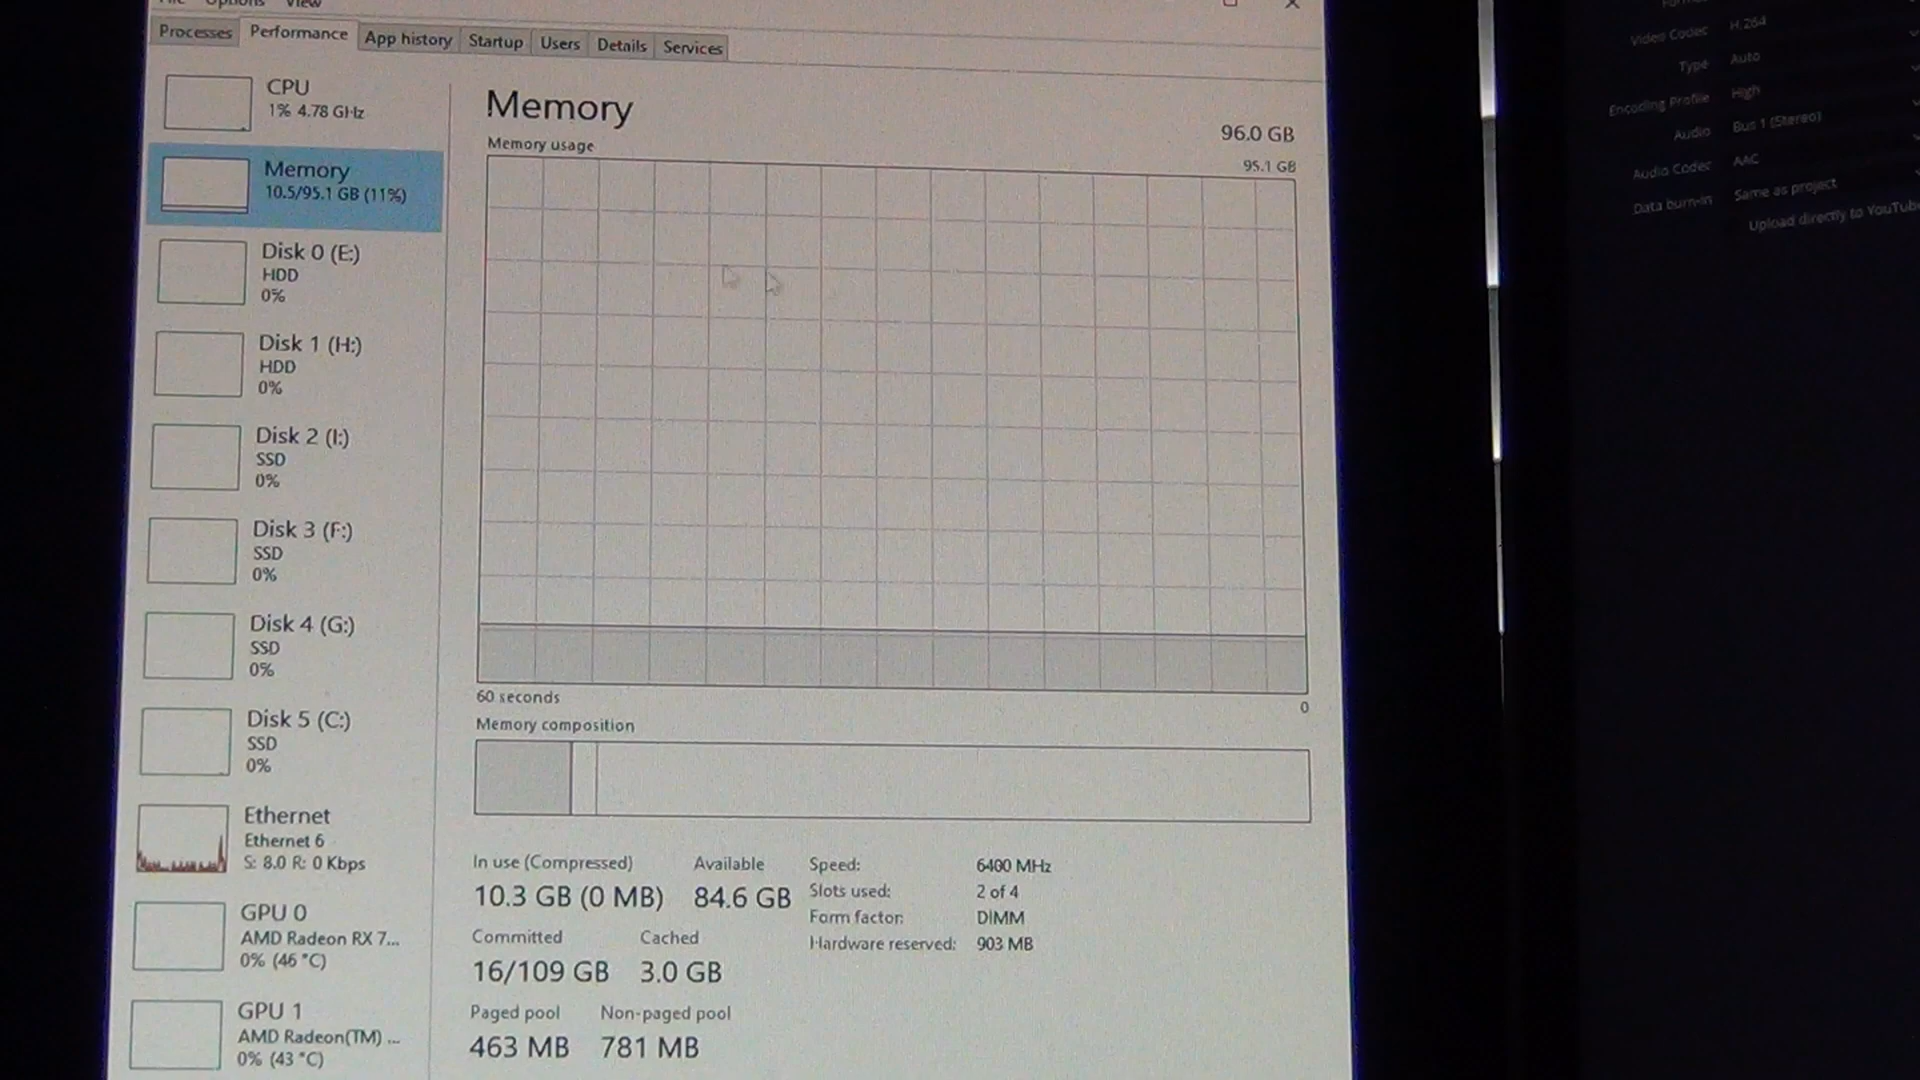 File Options View
Processes Performance App history Startup Users Details Services
CPU
1% 4.78 GHz
Memory
10.5/95.1 GB (11%)
Disk 0 (E:)
HDD
0%
Disk 1 (H:)
HDD
0%
Disk 2 (I:)
SSD
0%
Disk 3 (F:)
SSD
0%
Disk 4 (G:)
SSD
0%
Disk 5 (C:)
SSD
0%
Ethernet
Ethernet 6
S: 8.0 R: 0 Kbps
GPU 0
AMD Radeon RX 7...
0% (46 °C)
GPU 1
AMD Radeon(TM) ...
0% (43 °C)
Memory
96.0 GB
Memory usage
95.1 GB
60 seconds
0
Memory composition
In use (Compressed)
10.3 GB (0 MB)
Available
84.6 GB
Committed
16/109 GB
Cached
3.0 GB
Paged pool
463 MB
Non-paged pool
781 MB
Speed: 6400 MHz
Slots used: 2 of 4
Form factor: DIMM
Hardware reserved: 903 MB
Video Codec H.264
Type Auto
Encoding Profile High
Audio Bus 1 (Stereo)
Audio Codec AAC
Data burn-in Same as project
Upload directly to YouTube